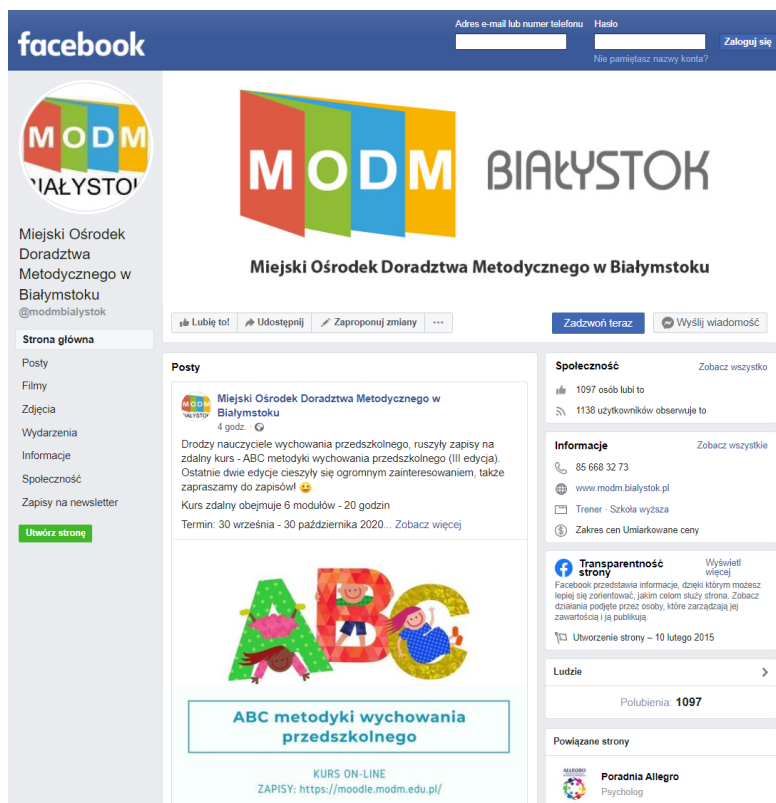 facebook
Adres e-mail lub numer telefonu
Hasło
Zaloguj się
Nie pamiętasz nazwy konta?
MODM
BIAŁYSTOK
Miejski Ośrodek
Doradztwa
Metodycznego w
Białymstoku
@modmbialystok
Strona główna
Posty
Filmy
Zdjęcia
Wydarzenia
Informacje
Społeczność
Zapisy na newsletter
Utwórz stronę
MODM BIAŁYSTOK
Miejski Ośrodek Doradztwa Metodycznego w Białymstoku
Lubię to!
Udostępnij
Zaproponuj zmiany
Zadzwoń teraz
Wyślij wiadomość
Posty
MODM
BIAŁYSTOK
Miejski Ośrodek Doradztwa Metodycznego w
Białymstoku
4 godz. ·
Drodzy nauczyciele wychowania przedszkolnego, ruszyły zapisy na
zdalny kurs - ABC metodyki wychowania przedszkolnego (III edycja).
Ostatnie dwie edycje cieszyły się ogromnym zainteresowaniem, także
zapraszamy do zapisów! 😀
Kurs zdalny obejmuje 6 modułów - 20 godzin
Termin: 30 września - 30 października 2020... Zobacz więcej
ABC
ABC metodyki wychowania
przedszkolnego
KURS ON-LINE
ZAPISY: https://moodle.modm.edu.pl/
Społeczność
Zobacz wszystko
1097 osób lubi to
1138 użytkowników obserwuje to
Informacje
Zobacz wszystkie
85 668 32 73
www.modm.bialystok.pl
Trener · Szkoła wyższa
Zakres cen Umiarkowane ceny
Transparentność
strony
Wyświetl
więcej
Facebook przedstawia informacje, dzięki którym możesz
lepiej się zorientować, jakim celom służy strona. Zobacz
działania podjęte przez osoby, które zarządzają jej
zawartością i ją publikują.
Utworzenie strony – 10 lutego 2015
Ludzie
Polubienia: 1097
Powiązane strony
ALLEGRO
Poradnia Allegro
Psycholog